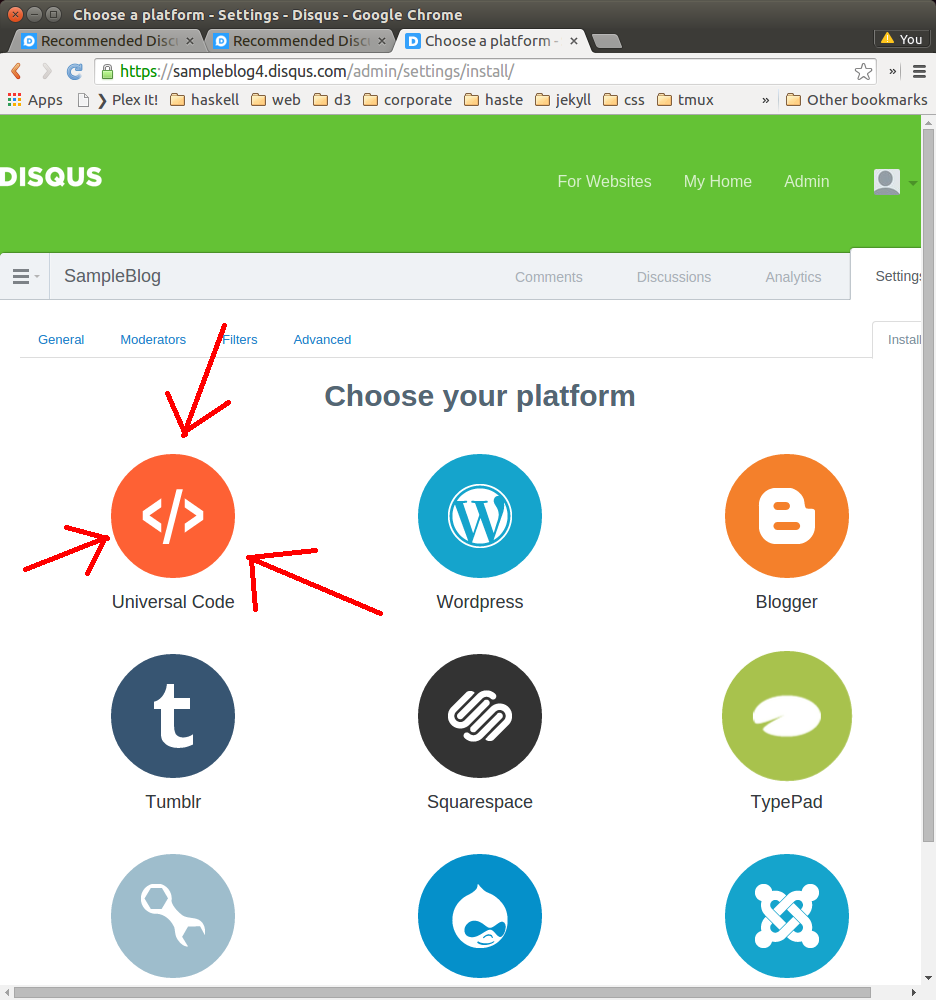 Choose a platform - Settings - Disqus - Google Chrome
Recommended Disc Recommended Disc Choose a platform - You
https://sampleblog4.disqus.com/admin/settings/install/ »
Apps ❯ Plex It! haskell web d3 corporate haste jekyll css tmux » Other bookmarks
DISQUS For Websites My Home Admin
SampleBlog Comments Discussions Analytics Settings
General Moderators Filters Advanced Install
Choose your platform
Universal Code Wordpress Blogger
Tumblr Squarespace TypePad